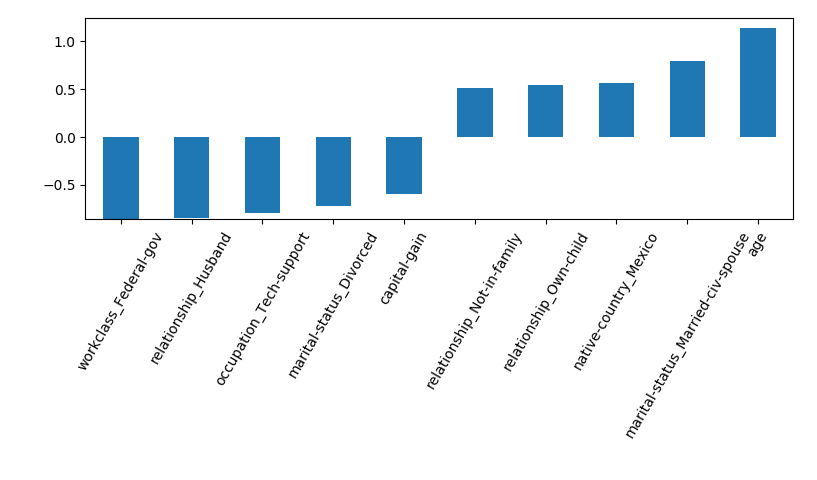 1.0
0.5
0.0
−0.5
workclass_Federal-gov
relationship_Husband
occupation_Tech-support
marital-status_Divorced
capital-gain
relationship_Not-in-family
relationship_Own-child
native-country_Mexico
marital-status_Married-civ-spouse
age